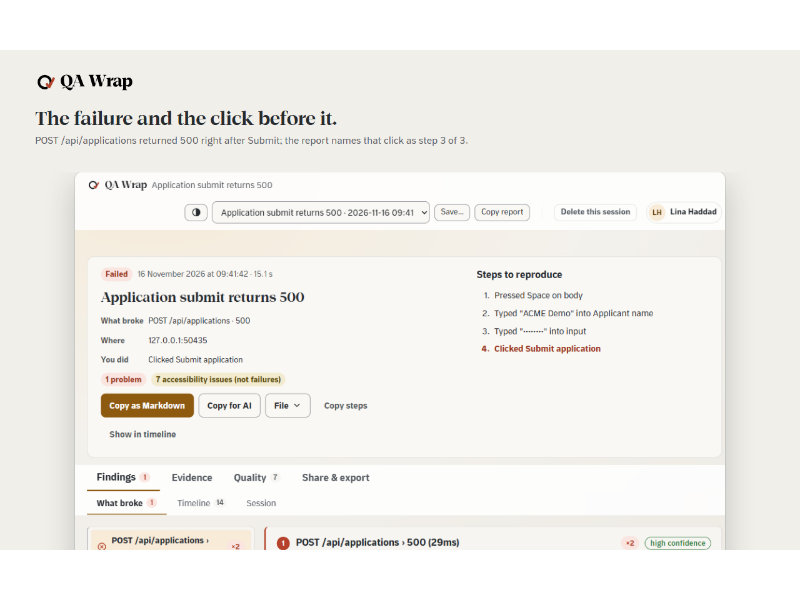 QA Wrap
The failure and the click before it.
POST /api/applications returned 500 right after Submit; the report names that click as step 3 of 3.
QA Wrap Application submit returns 500
Application submit returns 500 · 2026-11-16 09:41
Save...
Copy report
Delete this session
LH Lina Haddad
Failed 16 November 2026 at 09:41:42 · 15.1 s
Application submit returns 500
What broke POST /api/applications · 500
Where 127.0.0.1:50435
You did Clicked Submit application
1 problem 7 accessibility issues (not failures)
Copy as Markdown Copy for AI File Copy steps
Show in timeline
Steps to reproduce
1. Pressed Space on body
2. Typed "ACME Demo" into Applicant name
3. Typed "········" into input
4. Clicked Submit application
Findings 1 Evidence Quality 7 Share & export
What broke 1 Timeline 14 Session
POST /api/applications › ×2
1 POST /api/applications › 500 (29ms) ×2 high confidence